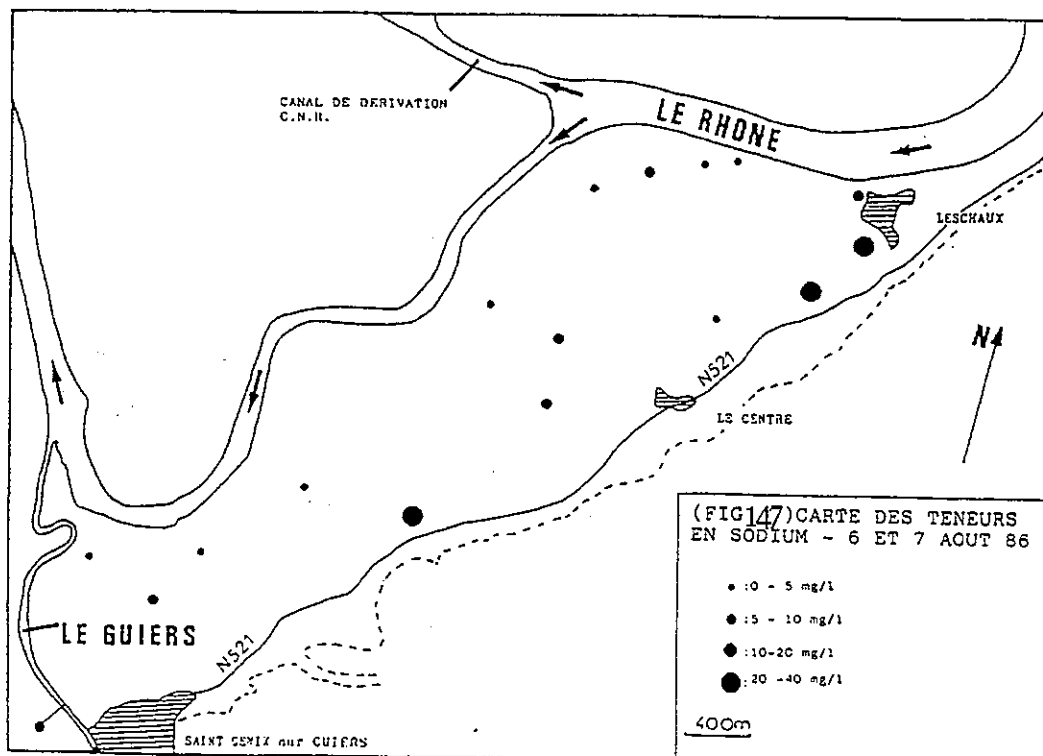 CANAL DE DERIVATION
C.N.R.
LE RHONE
LESCHAUX
N
N521
LE CENTRE
LE GUIERS
N521
SAINT GENIX sur GUIERS
(FIG 147) CARTE DES TENEURS
EN SODIUM - 6 ET 7 AOUT 86
:0 - 5 mg/l
:5 - 10 mg/l
:10-20 mg/l
:20 -40 mg/l
400m